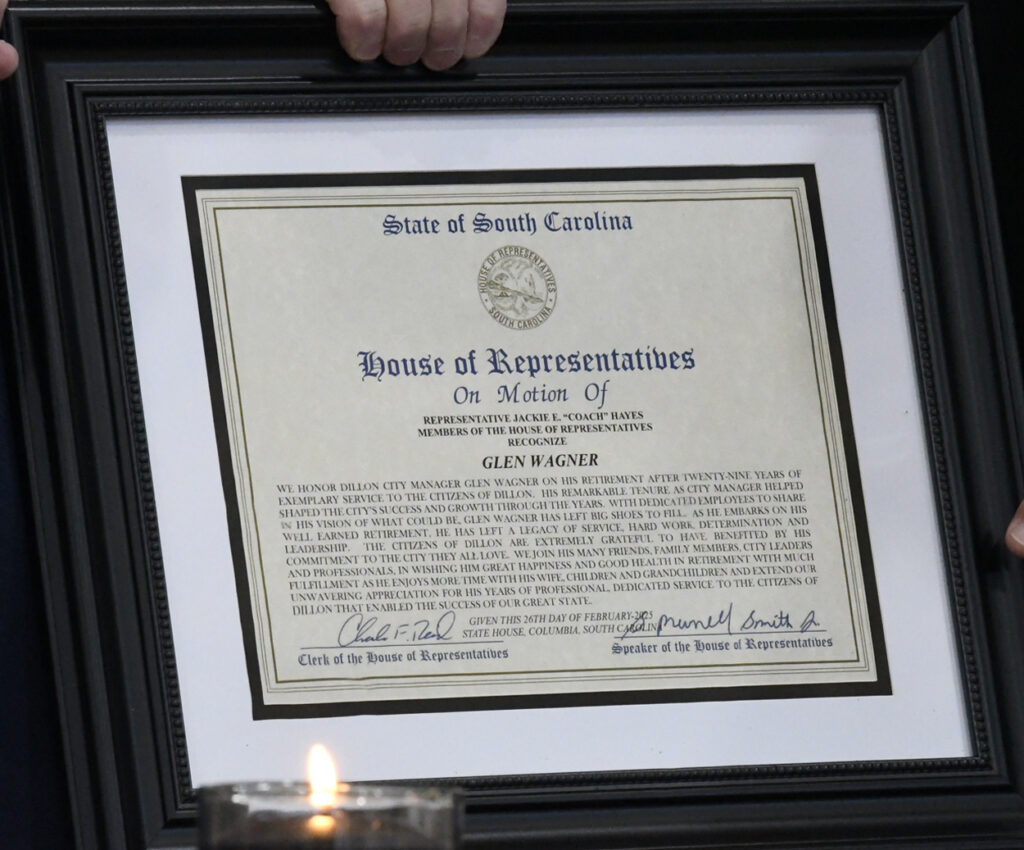 State of South Carolina
HOUSE OF REPRESENTATIVES
SOUTH CAROLINA
House of Representatives
On Motion Of
REPRESENTATIVE JACKIE E. “COACH” HAYES
MEMBERS OF THE HOUSE OF REPRESENTATIVES
RECOGNIZE
GLEN WAGNER
WE HONOR DILLON CITY MANAGER GLEN WAGNER ON HIS RETIREMENT AFTER TWENTY-NINE YEARS OF
EXEMPLARY SERVICE TO THE CITIZENS OF DILLON. HIS REMARKABLE TENURE AS CITY MANAGER HELPED
SHAPED THE CITY'S SUCCESS AND GROWTH THROUGH THE YEARS. WITH DEDICATED EMPLOYEES TO SHARE
IN HIS VISION OF WHAT COULD BE, GLEN WAGNER HAS LEFT BIG SHOES TO FILL. AS HE EMBARKS ON HIS
WELL EARNED RETIREMENT, HE HAS LEFT A LEGACY OF SERVICE, HARD WORK, DETERMINATION AND
LEADERSHIP. THE CITIZENS OF DILLON ARE EXTREMELY GRATEFUL TO HAVE BENEFITED BY HIS
COMMITMENT TO THE CITY THEY ALL LOVE. WE JOIN HIS MANY FRIENDS, FAMILY MEMBERS, CITY LEADERS
AND PROFESSIONALS, IN WISHING HIM GREAT HAPPINESS AND GOOD HEALTH IN RETIREMENT WITH MUCH
FULFILLMENT AS HE ENJOYS MORE TIME WITH HIS WIFE, CHILDREN AND GRANDCHILDREN AND EXTEND OUR
UNWAVERING APPRECIATION FOR HIS YEARS OF PROFESSIONAL, DEDICATED SERVICE TO THE CITIZENS OF
DILLON THAT ENABLED THE SUCCESS OF OUR GREAT STATE.
GIVEN THIS 26TH DAY OF FEBRUARY 2025
STATE HOUSE, COLUMBIA, SOUTH CAROLINA
Charles F. Reid
Clerk of the House of Representatives
G. Murrell Smith Jr.
Speaker of the House of Representatives